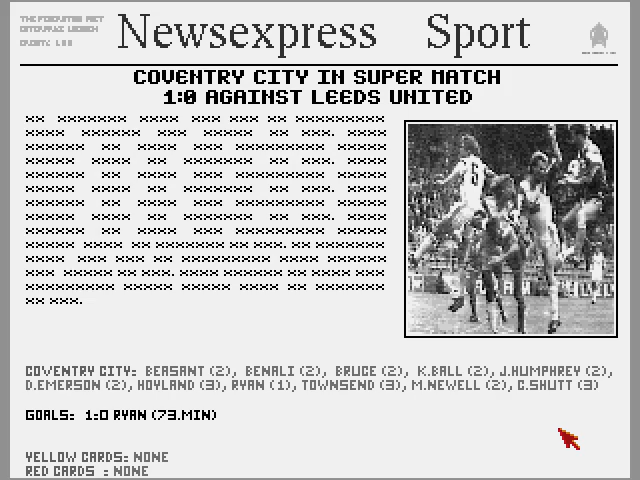 Newsexpress Sport
COVENTRY CITY IN SUPER MATCH
1:0 AGAINST LEEDS UNITED
COVENTRY CITY: BEASANT (2), BENALI (2), BRUCE (2), K.BALL (2), J.HUMPHREY (2),
D.EMERSON (2), HOYLAND (3), RYAN (1), TOWNSEND (3), M.NEWELL (2), C.SHUTT (3)
GOALS: 1:0 RYAN (73.MIN)
YELLOW CARDS: NONE
RED CARDS : NONE